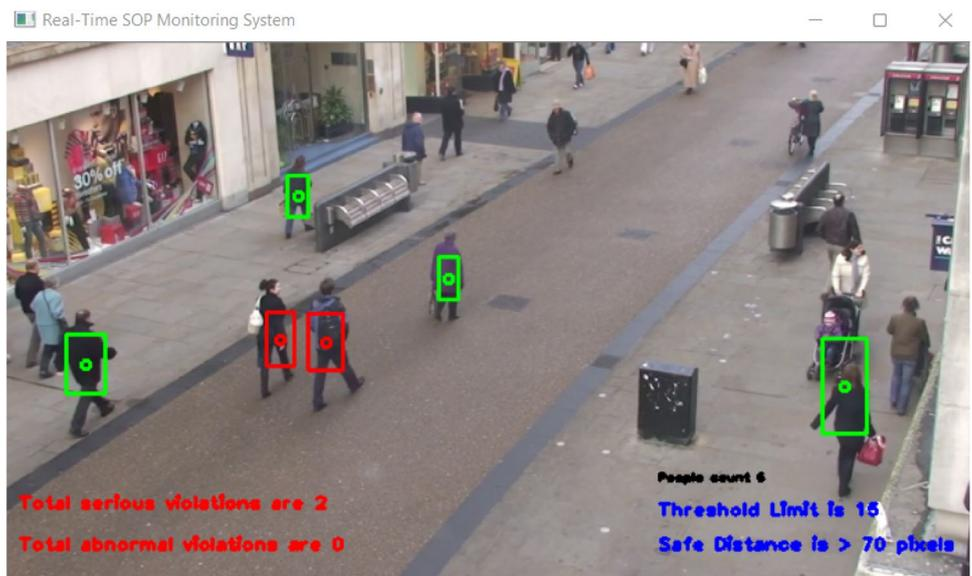 Real-Time SOP Monitoring System
30% off
People count 6
Total serious violations are 2
Threshold Limit is 15
Total abnormal violations are 0
Safe Distance is > 70 pixels